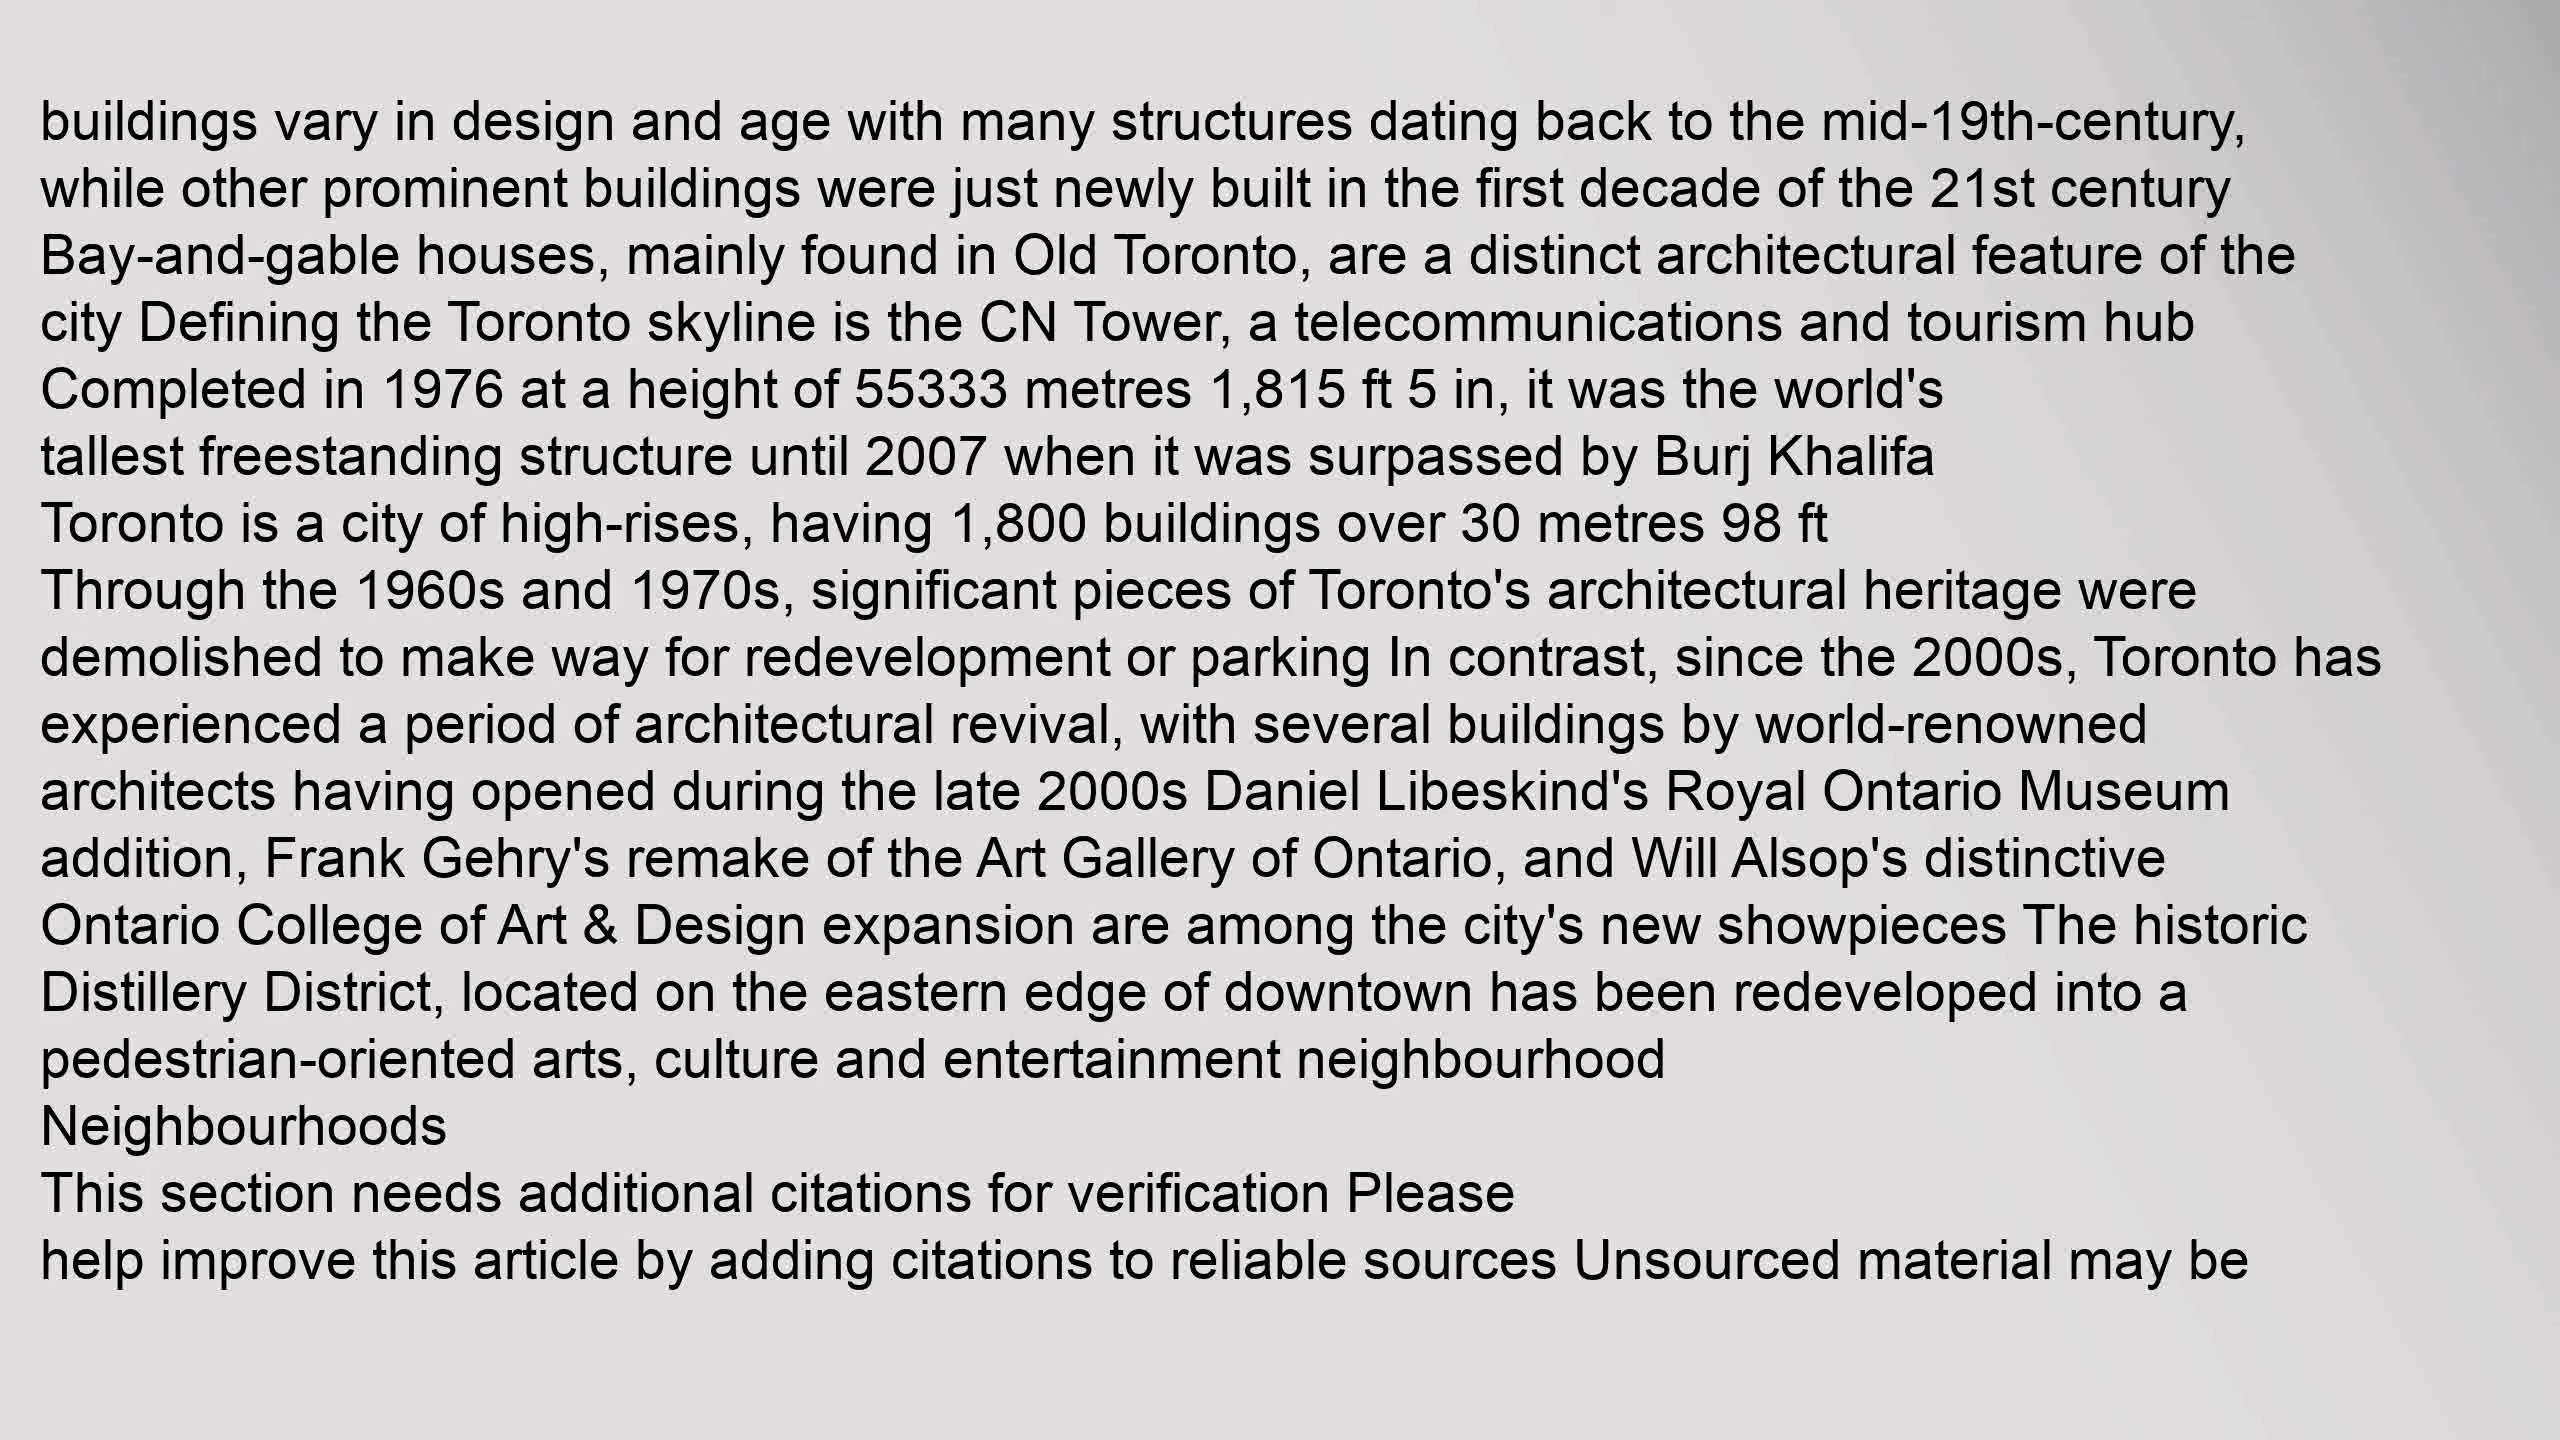 buildings vary in design and age with many structures dating back to the mid-19th-century,
while other prominent buildings were just newly built in the first decade of the 21st century
Bay-and-gable houses, mainly found in Old Toronto, are a distinct architectural feature of the
city Defining the Toronto skyline is the CN Tower, a telecommunications and tourism hub
Completed in 1976 at a height of 55333 metres 1,815 ft 5 in, it was the world's
tallest freestanding structure until 2007 when it was surpassed by Burj Khalifa
Toronto is a city of high-rises, having 1,800 buildings over 30 metres 98 ft
Through the 1960s and 1970s, significant pieces of Toronto's architectural heritage were
demolished to make way for redevelopment or parking In contrast, since the 2000s, Toronto has
experienced a period of architectural revival, with several buildings by world-renowned
architects having opened during the late 2000s Daniel Libeskind's Royal Ontario Museum
addition, Frank Gehry's remake of the Art Gallery of Ontario, and Will Alsop's distinctive
Ontario College of Art & Design expansion are among the city's new showpieces The historic
Distillery District, located on the eastern edge of downtown has been redeveloped into a
pedestrian-oriented arts, culture and entertainment neighbourhood
Neighbourhoods
This section needs additional citations for verification Please
help improve this article by adding citations to reliable sources Unsourced material may be